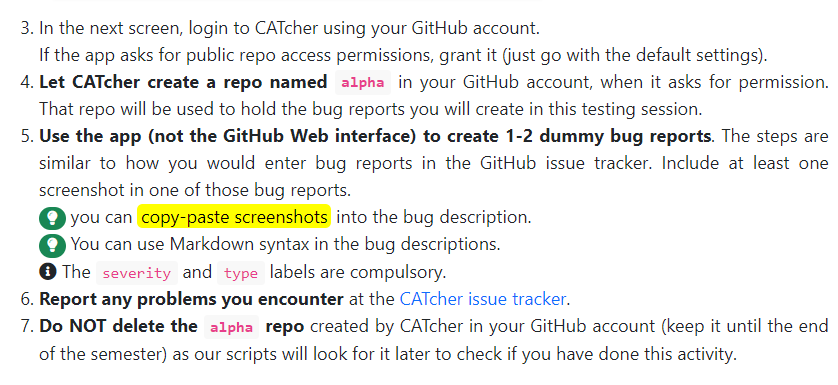 3. In the next screen, login to CATcher using your GitHub account.
If the app asks for public repo access permissions, grant it (just go with the default settings).
4. Let CATcher create a repo named alpha in your GitHub account, when it asks for permission.
That repo will be used to hold the bug reports you will create in this testing session.
5. Use the app (not the GitHub Web interface) to create 1-2 dummy bug reports. The steps are
similar to how you would enter bug reports in the GitHub issue tracker. Include at least one
screenshot in one of those bug reports.
you can copy-paste screenshots into the bug description.
You can use Markdown syntax in the bug descriptions.
The severity and type labels are compulsory.
6. Report any problems you encounter at the CATcher issue tracker.
7. Do NOT delete the alpha repo created by CATcher in your GitHub account (keep it until the end
of the semester) as our scripts will look for it later to check if you have done this activity.